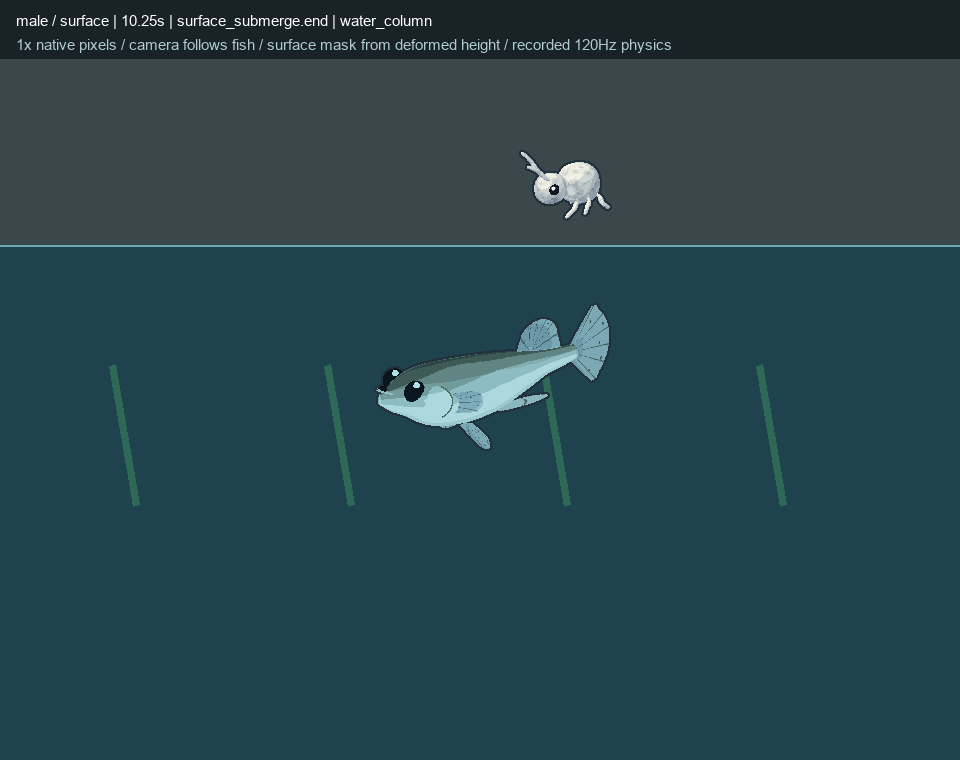 male / surface | 10.25s | surface_submerge.end | water_column
1x native pixels / camera follows fish / surface mask from deformed height / recorded 120Hz physics